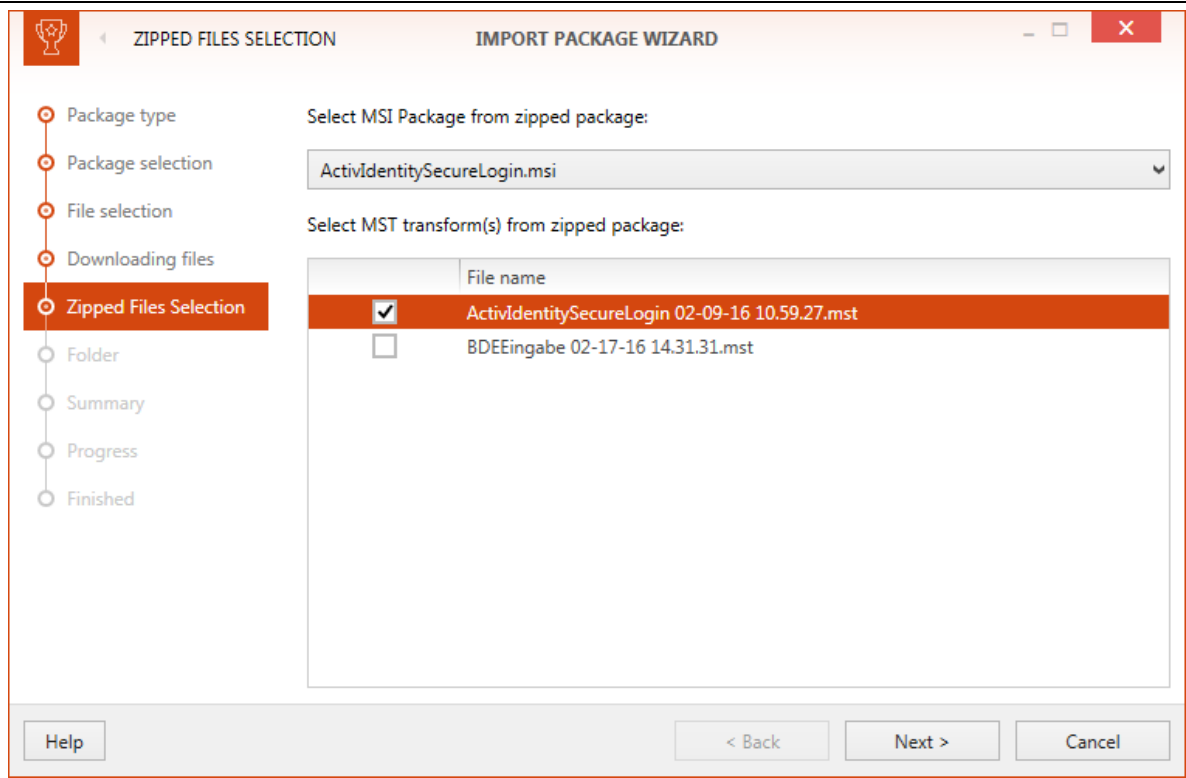 ZIPPED FILES SELECTION
IMPORT PACKAGE WIZARD
Package type
Package selection
File selection
Downloading files
Zipped Files Selection
Folder
Summary
Progress
Finished
Select MSI Package from zipped package:
ActivIdentitySecureLogin.msi
Select MST transform(s) from zipped package:
File name
ActivIdentitySecureLogin 02-09-16 10.59.27.mst
BDEEingabe 02-17-16 14.31.31.mst
Help
< Back
Next >
Cancel